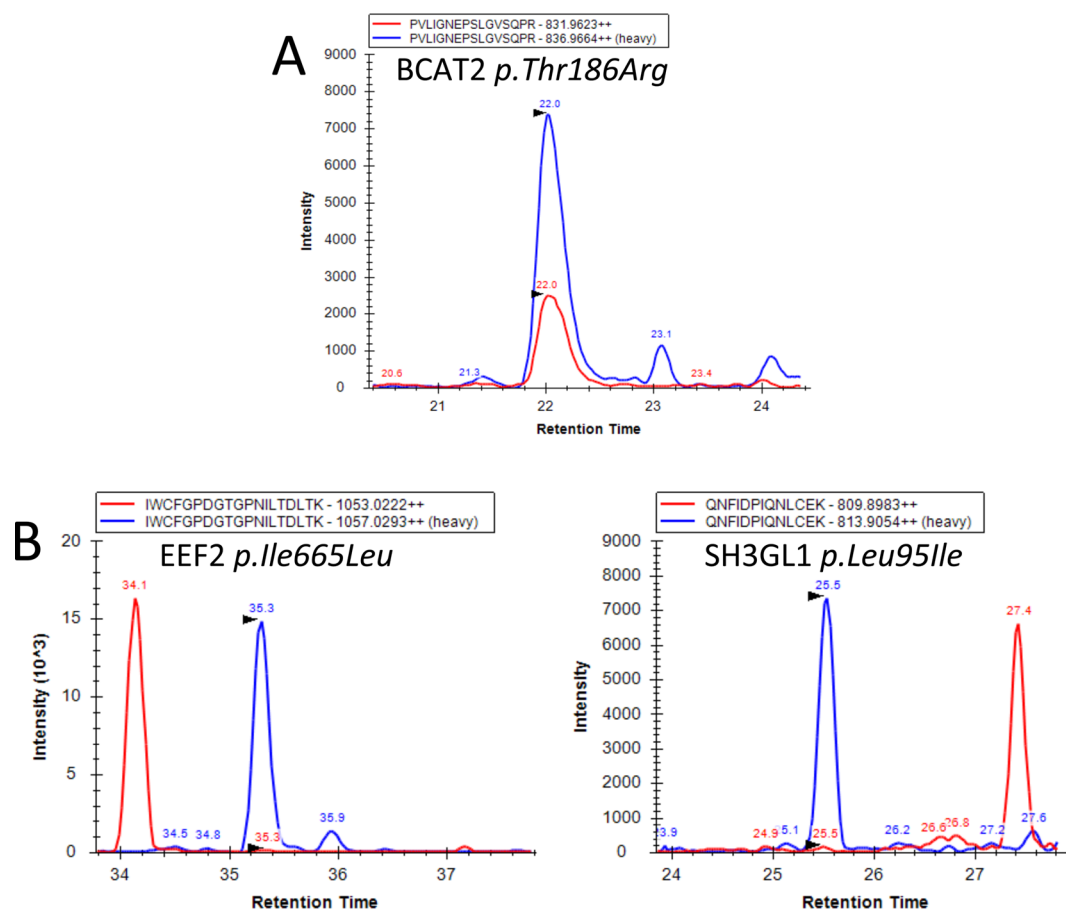 A
PVLIGNEPSLGVSQPR - 831.9623++
PVLIGNEPSLGVSQPR - 836.9664++ (heavy)
BCAT2 p.Thr186Arg
9000
8000
7000
6000
5000
4000
3000
2000
1000
0
Intensity
22.0
22.0
20.6
21.3
23.1
23.4
21 22 23 24
Retention Time
B
IWCFGPDGTGPNILTDLTK - 1053.0222++
IWCFGPDGTGPNILTDLTK - 1057.0293++ (heavy)
EEF2 p.Ile665Leu
20
15
10
5
0
Intensity (10^3)
34.1
35.3
34.5
34.8
35.3
35.9
34 35 36 37
Retention Time
QNFIDPIQNLCEK - 809.8983++
QNFIDPIQNLCEK - 813.9054++ (heavy)
SH3GL1 p.Leu95Ile
9000
8000
7000
6000
5000
4000
3000
2000
1000
0
Intensity
25.5
27.4
3.9
24.9
5.1
25.5
26.2
26.6
26.8
27.2
27.6
24 25 26 27
Retention Time